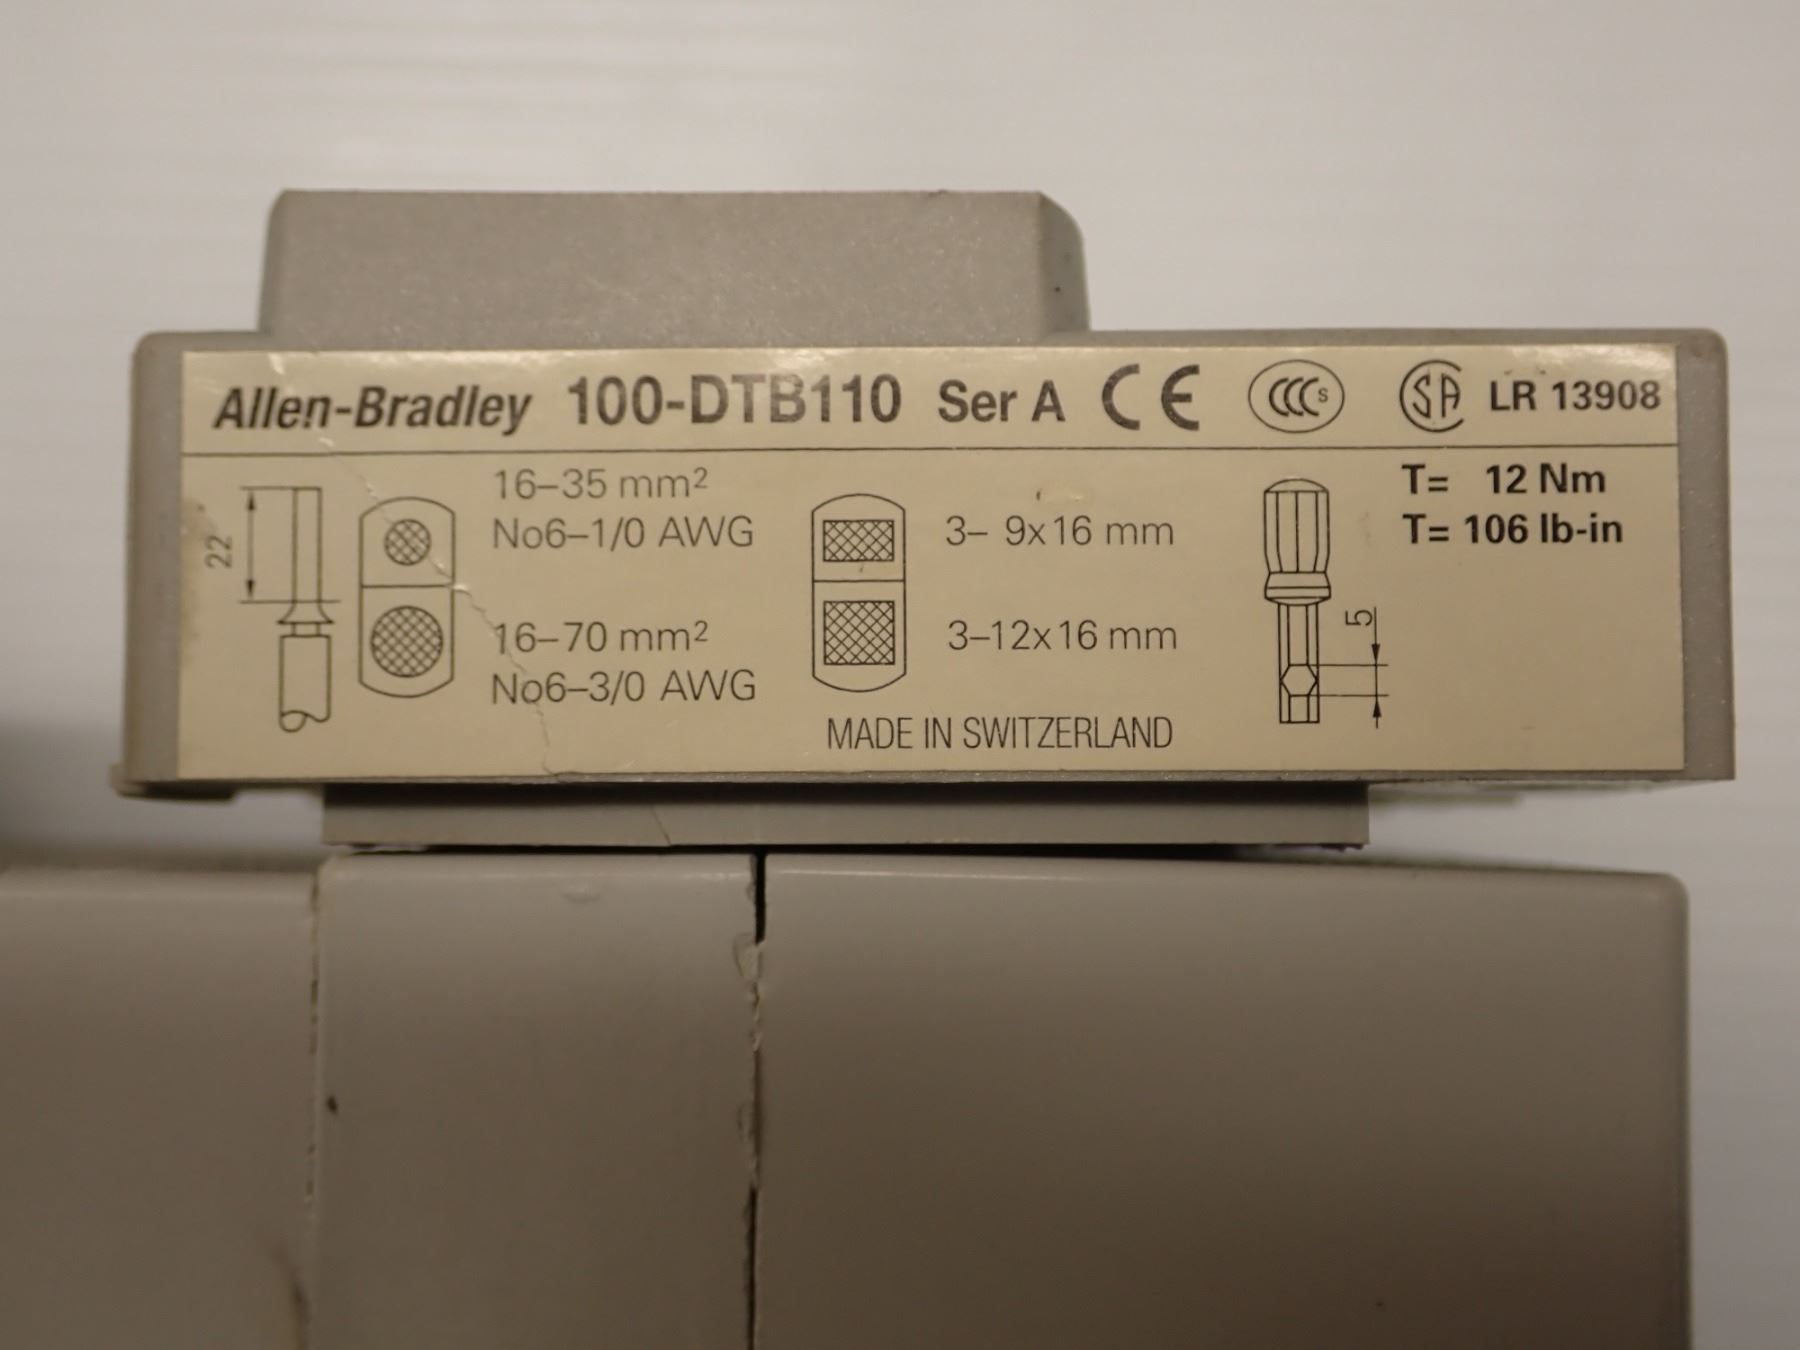 Allen-Bradley 100-DTB110 Ser A CE CCC S SA LR 13908
16–35 mm²
No6–1/0 AWG
16–70 mm²
No6–3/0 AWG
22
3– 9x16 mm
3–12x16 mm
MADE IN SWITZERLAND
5
T= 12 Nm
T= 106 lb-in